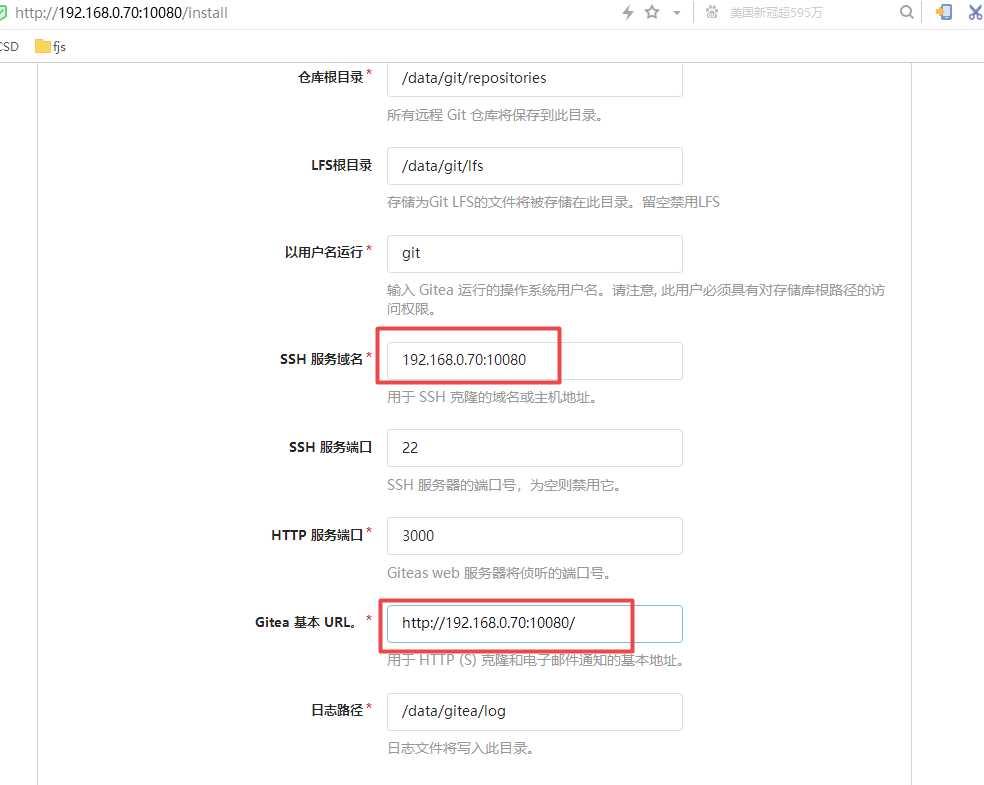 http://192.168.0.70:10080/install
美国新冠超595万
CSD fjs
仓库根目录* /data/git/repositories
所有远程 Git 仓库将保存到此目录。
LFS根目录 /data/git/lfs
存储为Git LFS的文件将被存储在此目录。留空禁用LFS
以用户名运行* git
输入 Gitea 运行的操作系统用户名。请注意, 此用户必须具有对存储库根路径的访
问权限。
SSH 服务域名* 192.168.0.70:10080
用于 SSH 克隆的域名或主机地址。
SSH 服务端口 22
SSH 服务器的端口号，为空则禁用它。
HTTP 服务端口* 3000
Giteas web 服务器将侦听的端口号。
Gitea 基本 URL。* http://192.168.0.70:10080/
用于 HTTP (S) 克隆和电子邮件通知的基本地址。
日志路径* /data/gitea/log
日志文件将写入此目录。